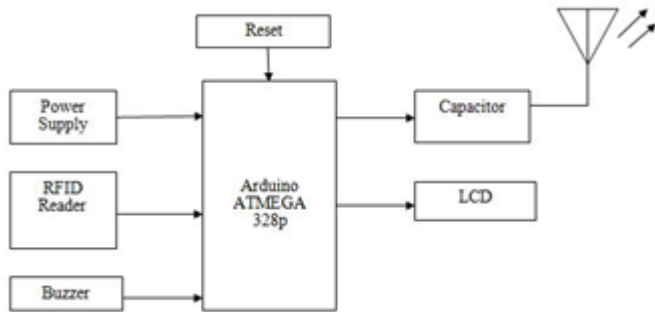 Reset
Power
Supply
Capacitor
RFID
Reader
Arduino
ATMEGA
328p
LCD
Buzzer